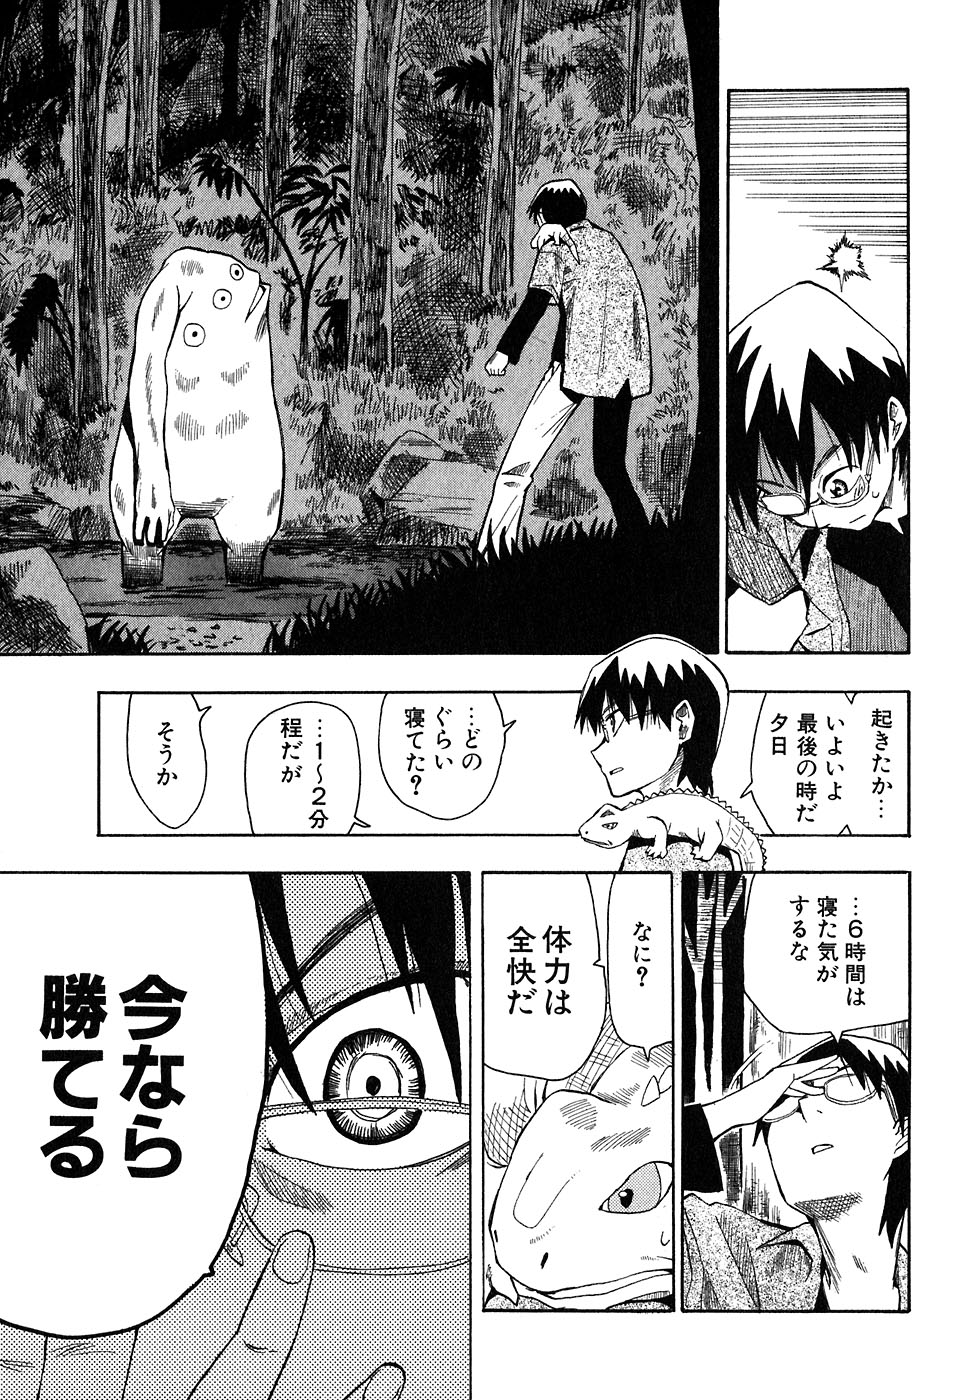 起きたか…
いよいよ
最後の時だ
夕日
…どの
ぐらい
寝てた?
…1～2分
程だが
そうか
…6時間は
寝た気が
するな
なに?
体力は
全快だ
今なら
勝てる